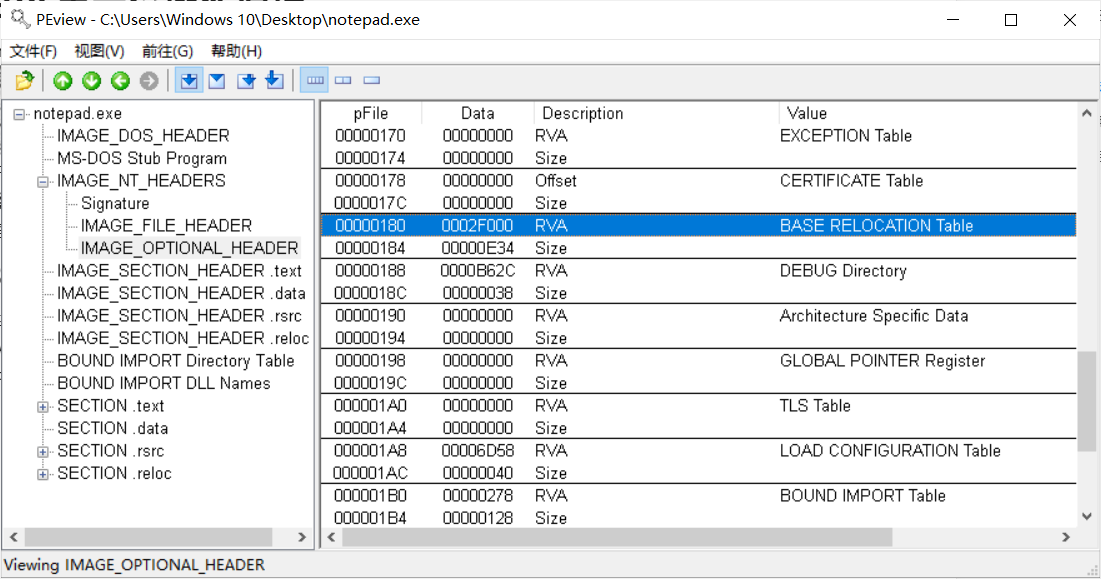 PEview - C:\Users\Windows 10\Desktop\notepad.exe
文件(F) 视图(V) 前往(G) 帮助(H)
notepad.exe
IMAGE_DOS_HEADER
MS-DOS Stub Program
IMAGE_NT_HEADERS
Signature
IMAGE_FILE_HEADER
IMAGE_OPTIONAL_HEADER
IMAGE_SECTION_HEADER .text
IMAGE_SECTION_HEADER .data
IMAGE_SECTION_HEADER .rsrc
IMAGE_SECTION_HEADER .reloc
BOUND IMPORT Directory Table
BOUND IMPORT DLL Names
SECTION .text
SECTION .data
SECTION .rsrc
SECTION .reloc
pFile Data Description Value
00000170 00000000 RVA EXCEPTION Table
00000174 00000000 Size
00000178 00000000 Offset CERTIFICATE Table
0000017C 00000000 Size
00000180 0002F000 RVA BASE RELOCATION Table
00000184 00000E34 Size
00000188 0000B62C RVA DEBUG Directory
0000018C 00000038 Size
00000190 00000000 RVA Architecture Specific Data
00000194 00000000 Size
00000198 00000000 RVA GLOBAL POINTER Register
0000019C 00000000 Size
000001A0 00000000 RVA TLS Table
000001A4 00000000 Size
000001A8 00006D58 RVA LOAD CONFIGURATION Table
000001AC 00000040 Size
000001B0 00000278 RVA BOUND IMPORT Table
000001B4 00000128 Size
Viewing IMAGE_OPTIONAL_HEADER